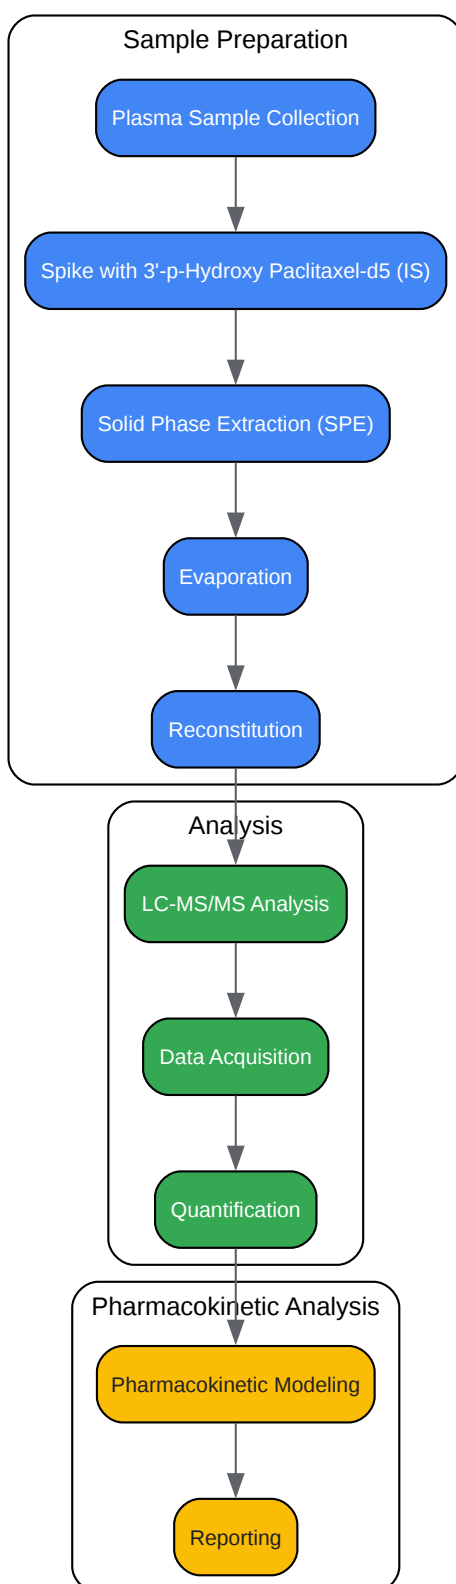 Sample Preparation
Plasma Sample Collection
Spike with 3'-p-Hydroxy Paclitaxel-d5 (IS)
Solid Phase Extraction (SPE)
Evaporation
Reconstitution
Analysis
LC-MS/MS Analysis
Data Acquisition
Quantification
Pharmacokinetic Analysis
Pharmacokinetic Modeling
Reporting